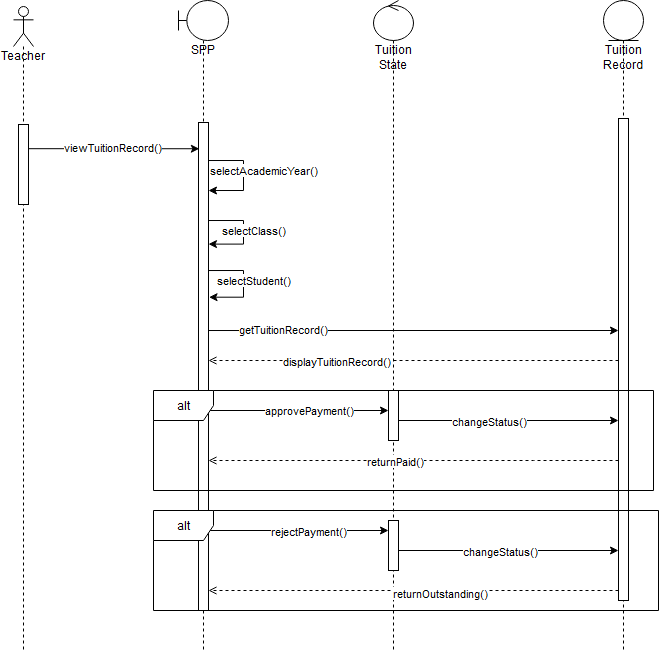 Teacher
SPP
Tuition
State
Tuition
Record
viewTuitionRecord()
selectAcademicYear()
selectClass()
selectStudent()
getTuitionRecord()
displayTuitionRecord()
alt
approvePayment()
changeStatus()
returnPaid()
alt
rejectPayment()
changeStatus()
returnOutstanding()